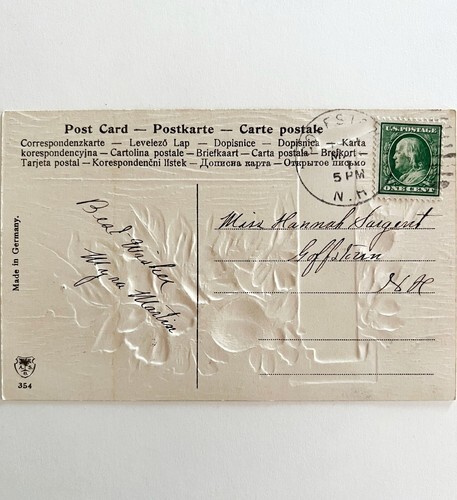 Post Card — Postkarte — Carte postale
Correspondenzkarte — Levelező Lap — Dopisnice — Dopisnica — Karta
korespondencyjna — Cartolina postale — Briefkaart — Carta postala — Brefkort —
Tarjeta postal — Korespondenční lístek — Дописна карта — Открытое письмо
5 PM
N.H.
U.S. POSTAGE
ONE CENT
Made in Germany.
Best Wishes
Myra Martin
Miss Hannah Sargent
Goffstown
N H
354